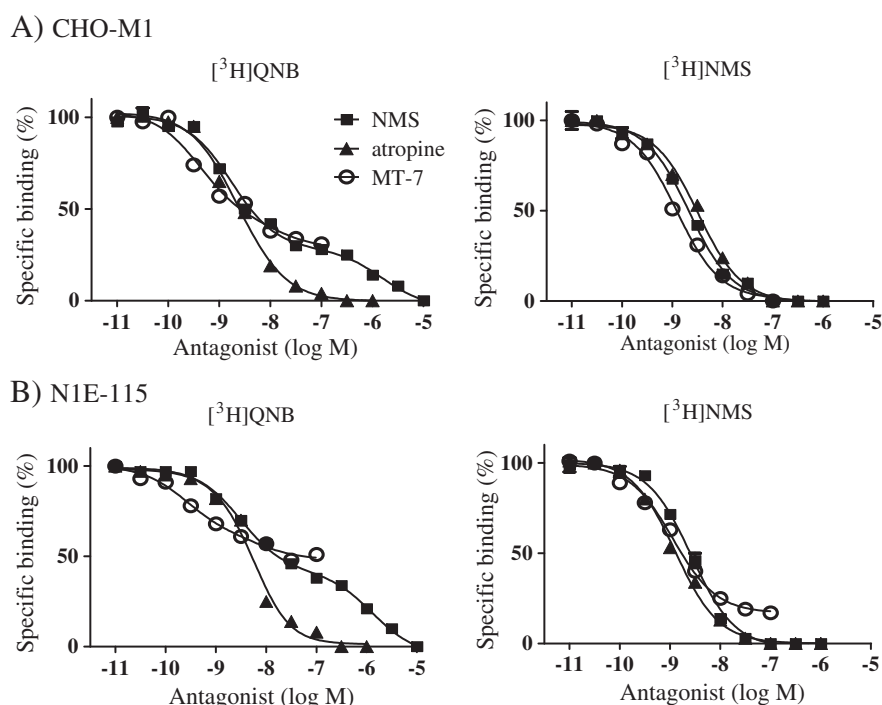 A) CHO-M1
[³H]QNB
[³H]NMS
Specific binding (%)
100
50
0
NMS
atropine
MT-7
-11 -10 -9 -8 -7 -6 -5
Antagonist (log M)
Specific binding (%)
100
50
0
-11 -10 -9 -8 -7 -6 -5
Antagonist (log M)
B) N1E-115
[³H]QNB
[³H]NMS
Specific binding (%)
100
50
0
-11 -10 -9 -8 -7 -6 -5
Antagonist (log M)
Specific binding (%)
100
50
0
-11 -10 -9 -8 -7 -6 -5
Antagonist (log M)